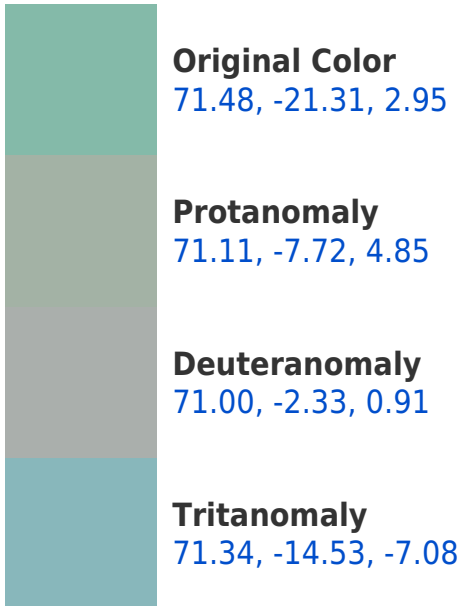 Original Color
71.48, -21.31, 2.95
Protanomaly
71.11, -7.72, 4.85
Deuteranomaly
71.00, -2.33, 0.91
Tritanomaly
71.34, -14.53, -7.08